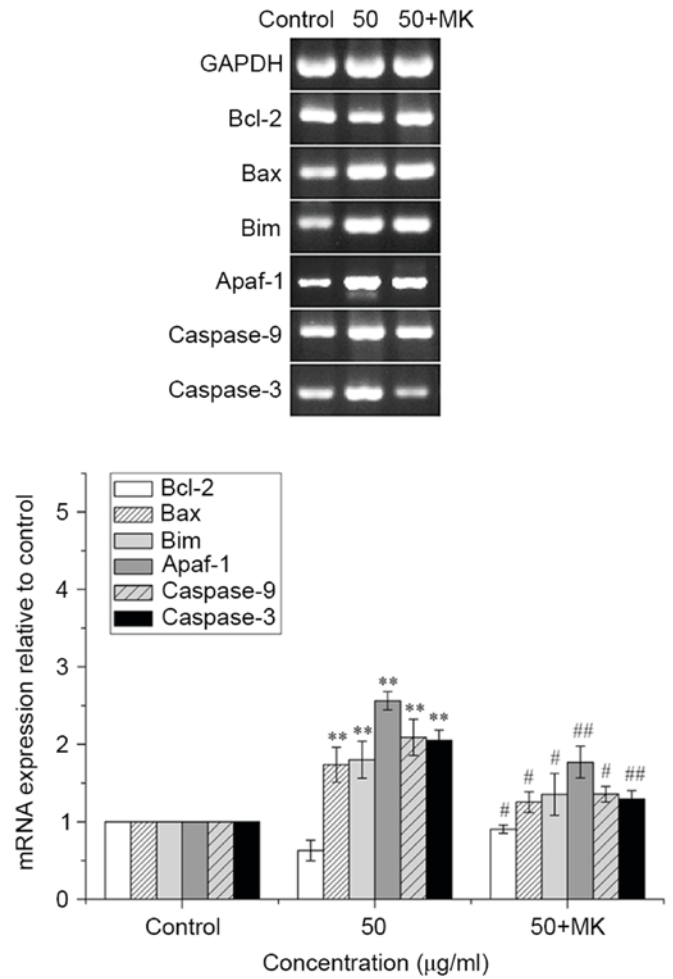 Control 50 50+MK
GAPDH
Bcl-2
Bax
Bim
Apaf-1
Caspase-9
Caspase-3
mRNA expression relative to control
5
4
3
2
1
0
Bcl-2
Bax
Bim
Apaf-1
Caspase-9
Caspase-3
** ** ** ** **
# # # ## # ##
Control 50 50+MK
Concentration (μg/ml)